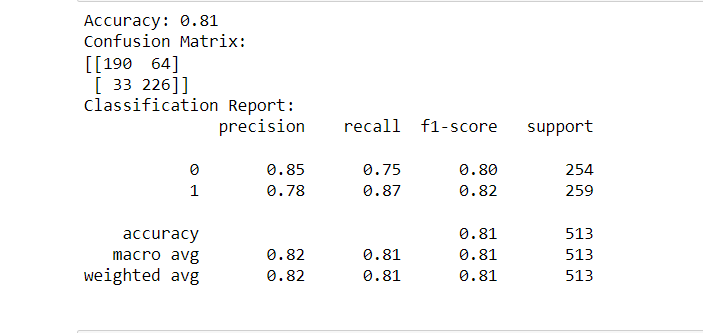 Accuracy: 0.81
Confusion Matrix:
[[190  64]
 [ 33 226]]
Classification Report:
              precision    recall  f1-score   support

           0       0.85      0.75      0.80       254
           1       0.78      0.87      0.82       259

    accuracy                           0.81       513
   macro avg       0.82      0.81      0.81       513
weighted avg       0.82      0.81      0.81       513